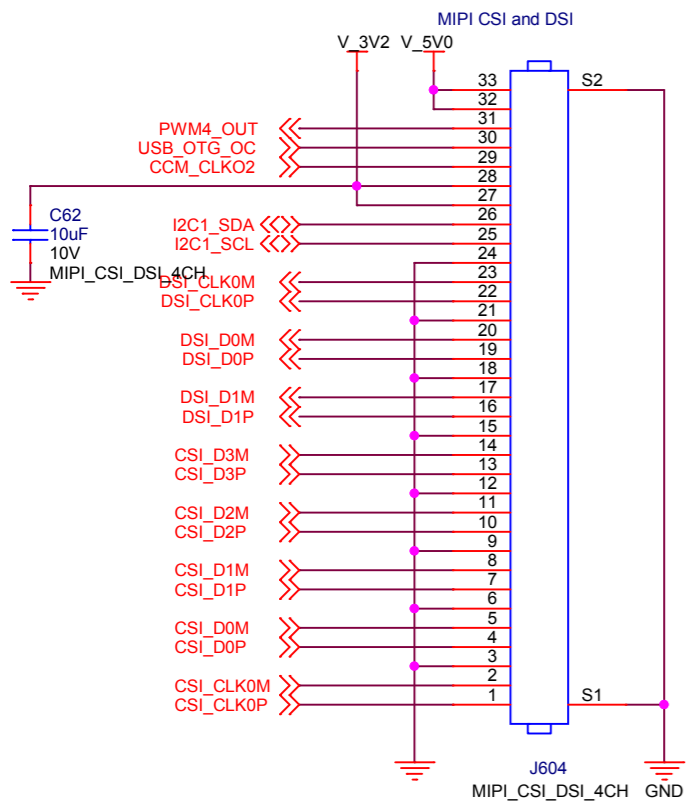 MIPI CSI and DSI
V_3V2 V_5V0
33 S2
32
PWM4_OUT 31
USB_OTG_OC 30
CCM_CLKO2 29
28
27
C62
10uF
10V
MIPI_CSI_DSI_4CH
I2C1_SDA 26
I2C1_SCL 25
24
DSI_CLK0M 23
DSI_CLK0P 22
21
DSI_D0M 20
DSI_D0P 19
18
DSI_D1M 17
DSI_D1P 16
15
CSI_D3M 14
CSI_D3P 13
12
CSI_D2M 11
CSI_D2P 10
9
CSI_D1M 8
CSI_D1P 7
6
CSI_D0M 5
CSI_D0P 4
3
CSI_CLK0M 2
CSI_CLK0P 1 S1
J604
MIPI_CSI_DSI_4CH GND